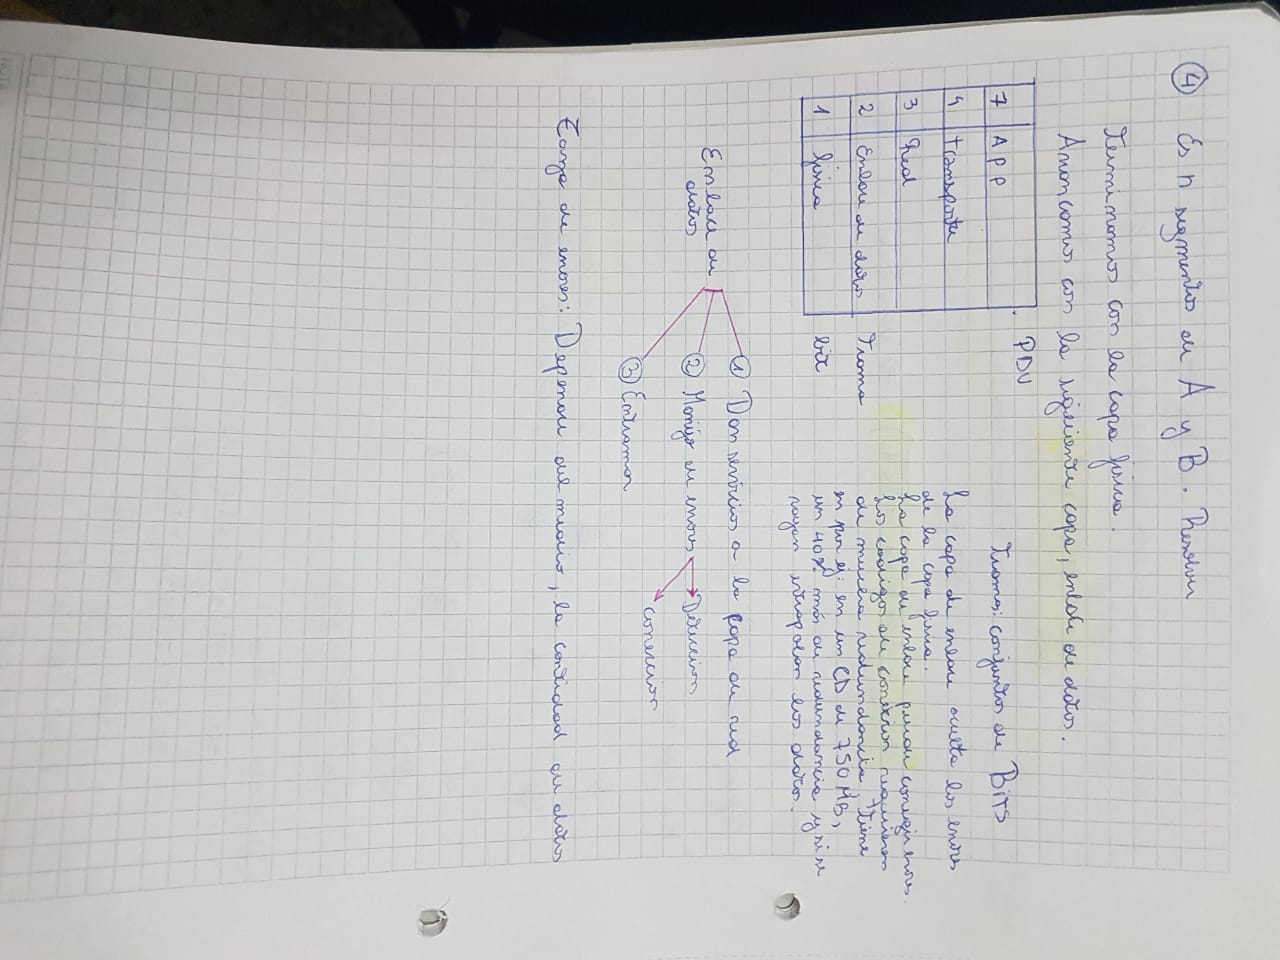 ④ Es n segmentos de A y B. Resolver
Terminamos con la capa física.
Arrancamos con la siguiente capa, enlace de datos.
PDU
7 APP
4 transporte
3 Red
2 Enlace de datos Trama
1 física bit
Trama: conjuntos de BiTS
La capa de enlace oculta los errores
de la capa física.
La capa de enlace puede corregir errores.
Los codigos de corrección requieren
de mucha redundancia, tiene
en por ej: en un CD de 750 MB,
un 40% más de redundancia y si se
rayan los datos.
Enlace de
datos
① Dan servicios a la capa de red
② Manejo de errores Detección
corrección
③ Entramar
de errores: Depende del medio, la cantidad de datos